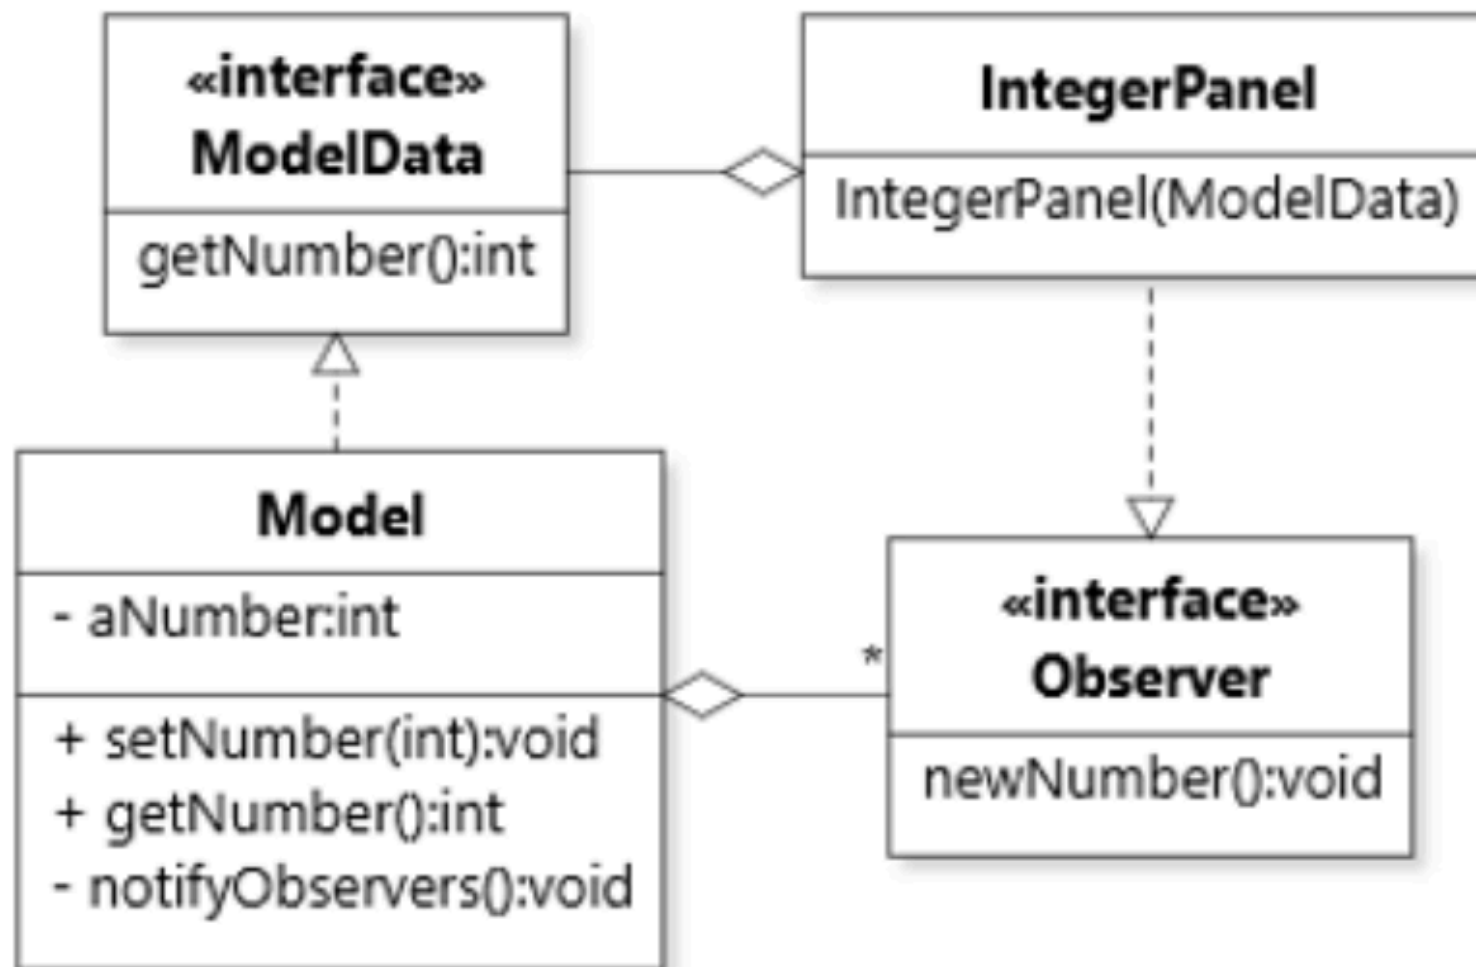 «interface»
ModelData
getNumber():int
IntegerPanel
IntegerPanel(ModelData)
Model
- aNumber:int
+ setNumber(int):void
+ getNumber():int
- notifyObservers():void
*
«interface»
Observer
newNumber():void